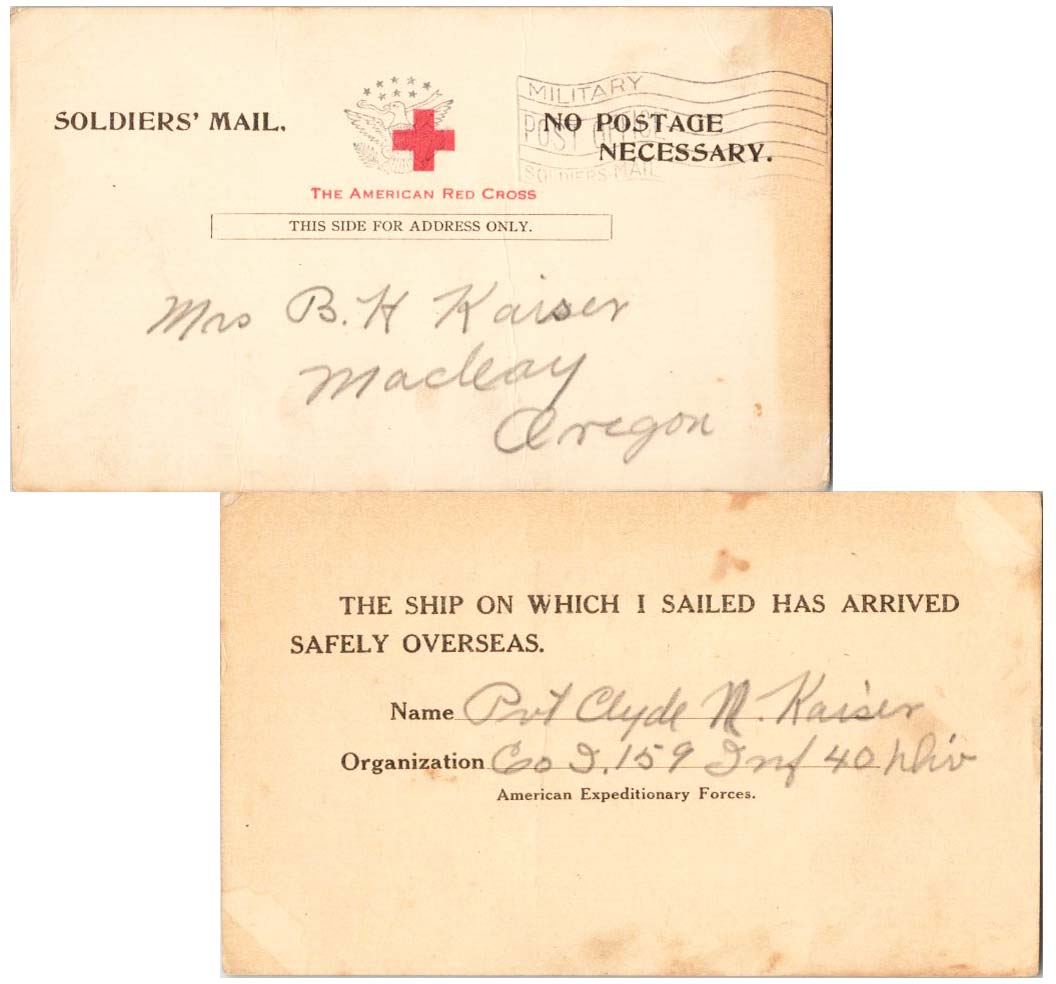 SOLDIERS' MAIL.
MILITARY
POST OFFICE
SOLDIERS MAIL
NO POSTAGE
NECESSARY.
THE AMERICAN RED CROSS
THIS SIDE FOR ADDRESS ONLY.
Mrs B. H Kaiser
Macleay
Oregon
THE SHIP ON WHICH I SAILED HAS ARRIVED
SAFELY OVERSEAS.
Name Pvt Clyde N. Kaiser
Organization Co I, 159 Inf 40 Div
American Expeditionary Forces.